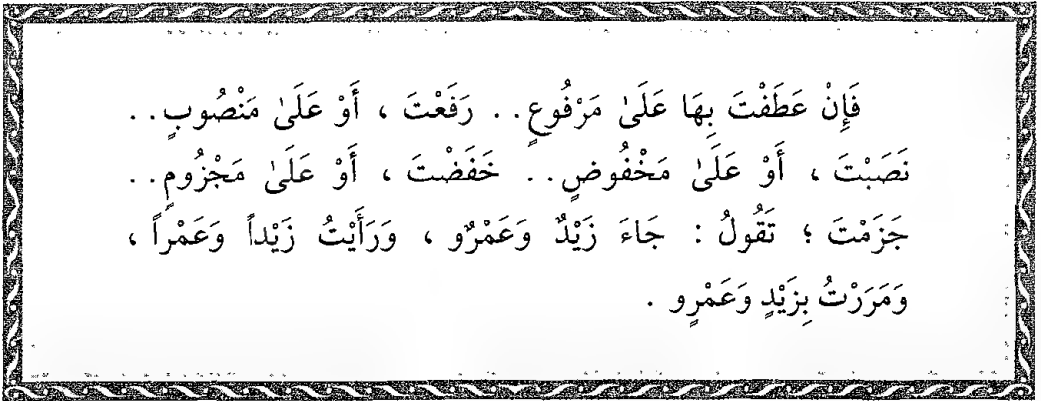 فَإِنْ عَطَفْتَ بِهَا عَلَىٰ مَرْفُوعٍ . . رَفَعْتَ ، أَوْ عَلَىٰ مَنْصُوبٍ . .
نَصَبْتَ ، أَوْ عَلَىٰ مَخْفُوضٍ . . خَفَضْتَ ، أَوْ عَلَىٰ مَجْزُومٍ . .
جَزَمْتَ ؛ تَقُولُ : جَاءَ زَيْدٌ وَعَمْرٌو ، وَرَأَيْتُ زَيْداً وَعَمْراً ،
وَمَرَرْتُ بِزَيْدٍ وَعَمْرٍو .